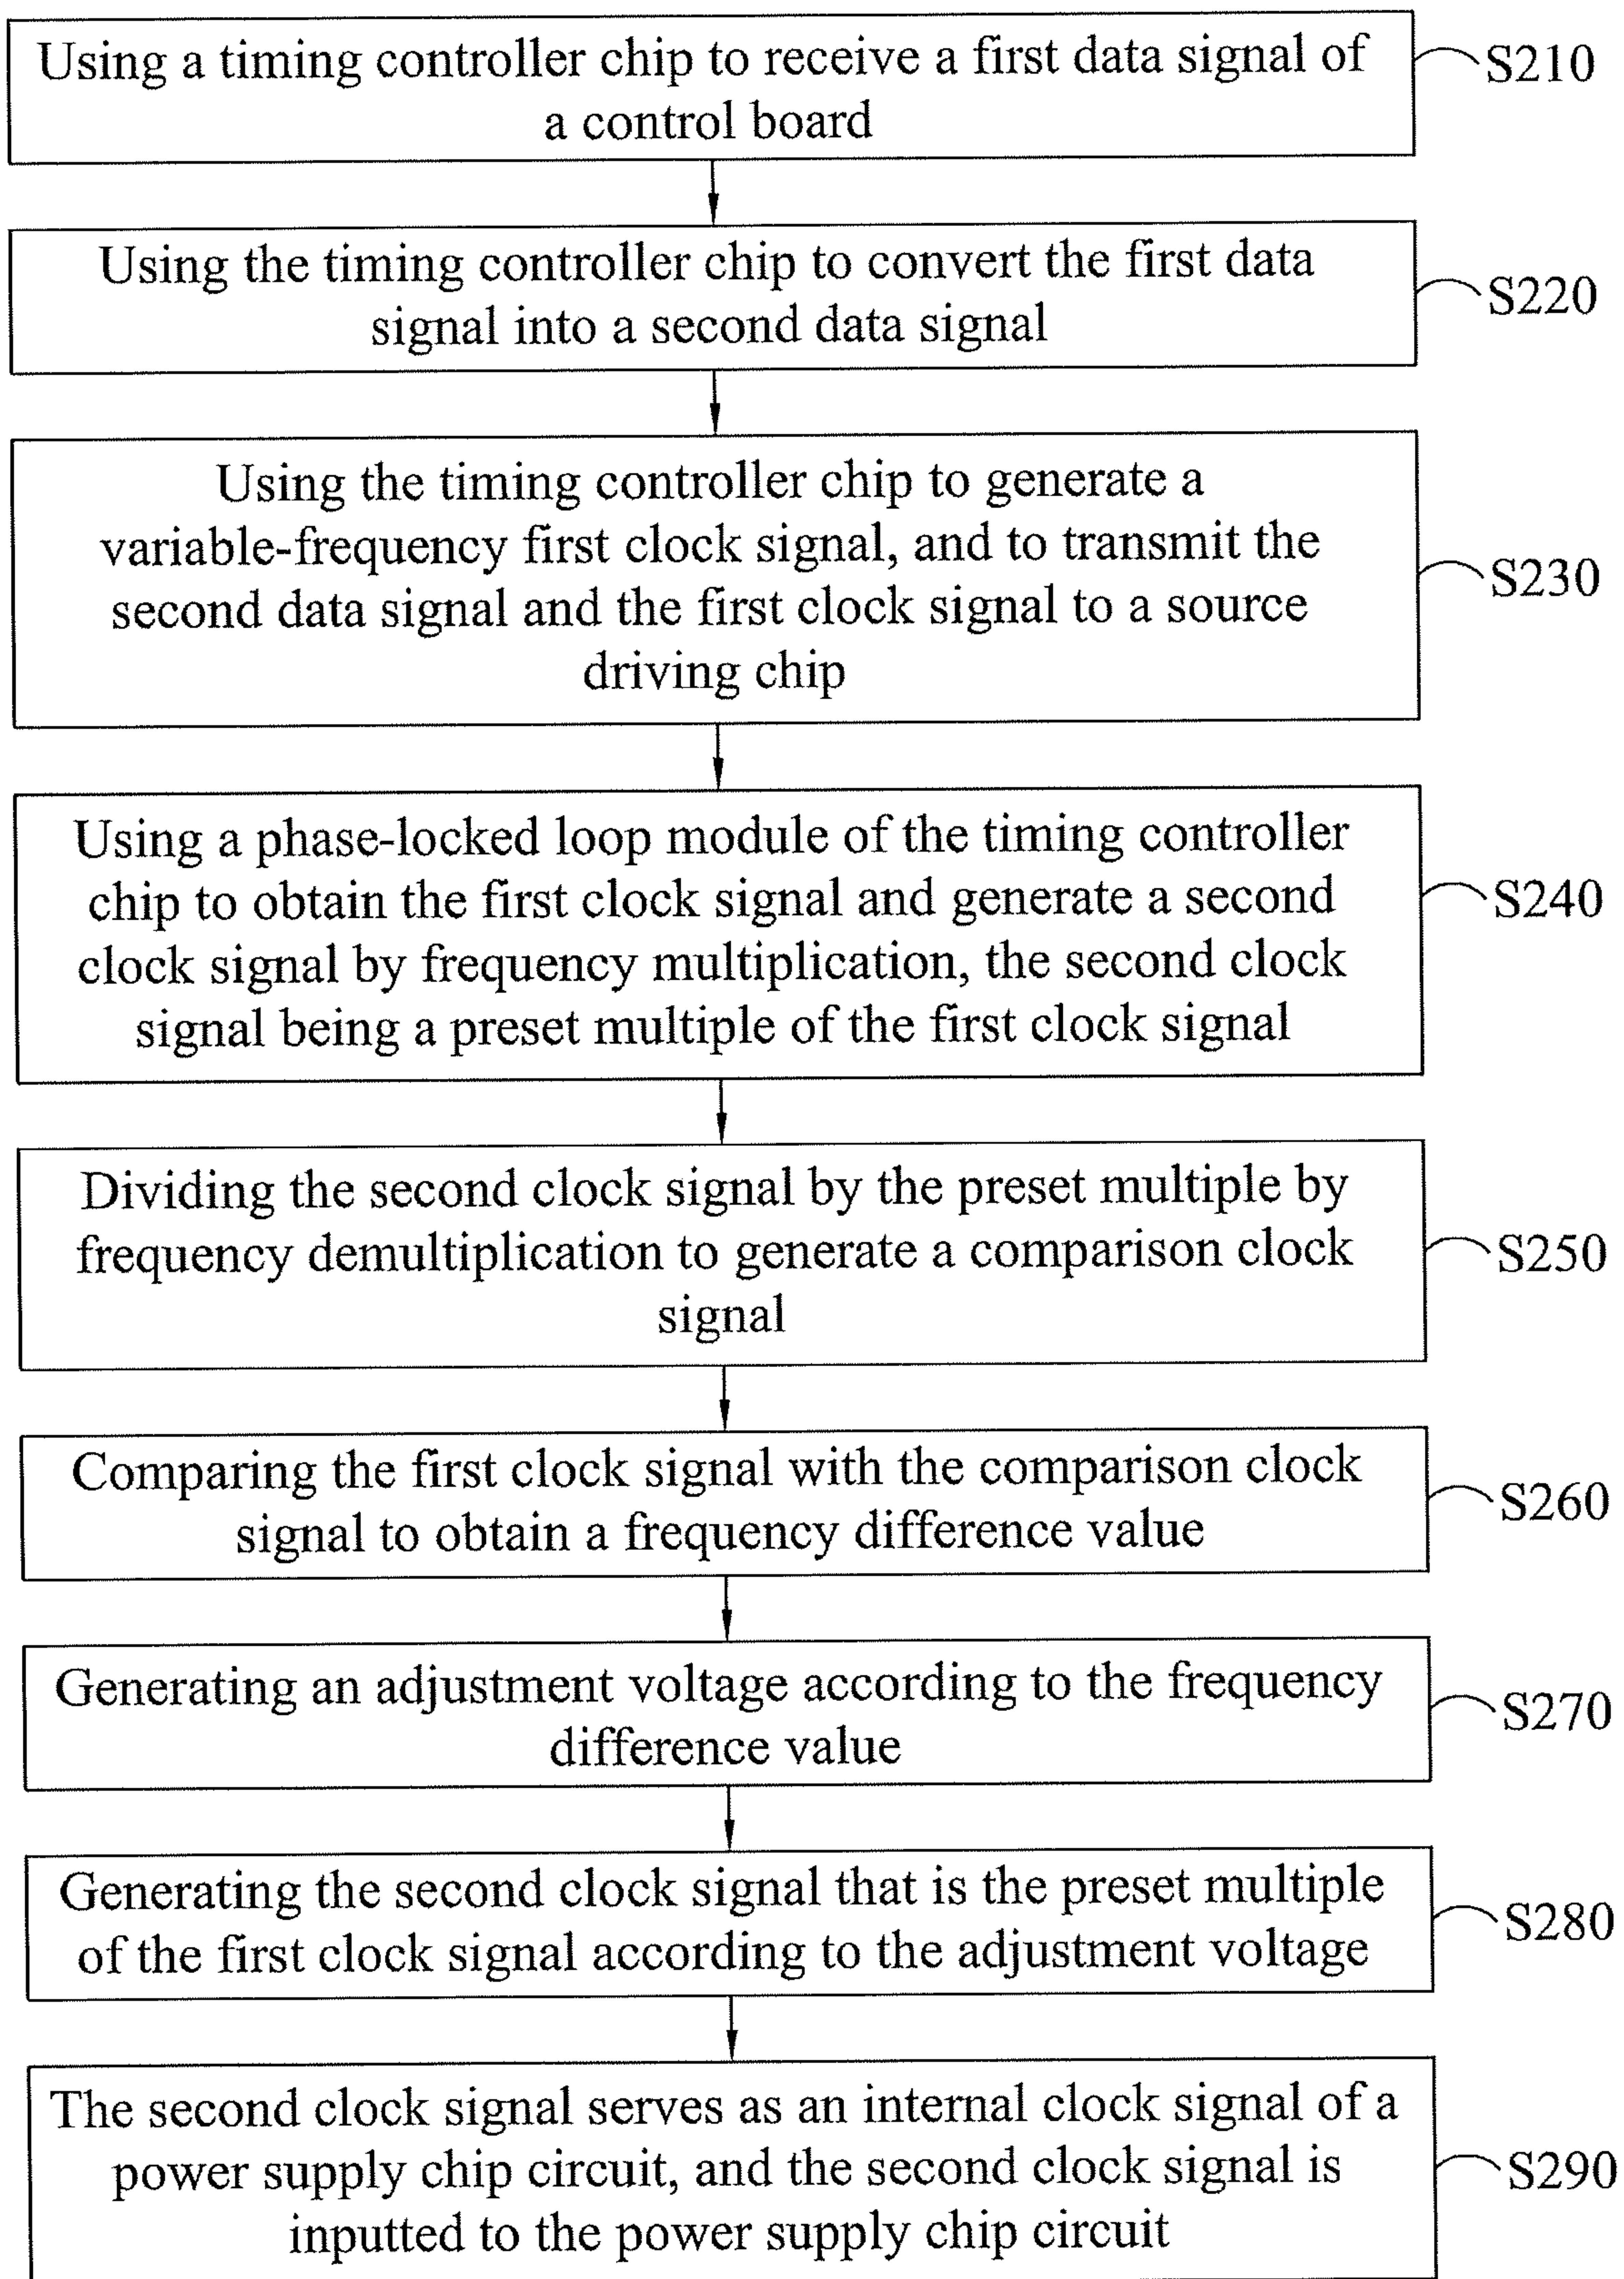 Using a timing controller chip to receive a first data signal of
a control board
S210
Using the timing controller chip to convert the first data
signal into a second data signal
S220
Using the timing controller chip to generate a
variable-frequency first clock signal, and to transmit the
second data signal and the first clock signal to a source
driving chip
S230
Using a phase-locked loop module of the timing controller
chip to obtain the first clock signal and generate a second
clock signal by frequency multiplication, the second clock
signal being a preset multiple of the first clock signal
S240
Dividing the second clock signal by the preset multiple by
frequency demultiplication to generate a comparison clock
signal
S250
Comparing the first clock signal with the comparison clock
signal to obtain a frequency difference value
S260
Generating an adjustment voltage according to the frequency
difference value
S270
Generating the second clock signal that is the preset multiple
of the first clock signal according to the adjustment voltage
S280
The second clock signal serves as an internal clock signal of a
power supply chip circuit, and the second clock signal is
inputted to the power supply chip circuit
S290